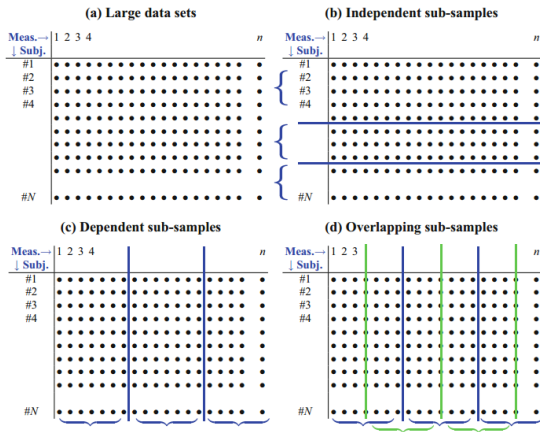 (a) Large data sets
Meas.→ 1 2 3 4 n
↓ Subj.
#1
#2
#3
#4
#N
(b) Independent sub-samples
Meas.→ 1 2 3 4 n
↓ Subj.
#1
#2
#3
#4
#N
(c) Dependent sub-samples
Meas.→ 1 2 3 4 n
↓ Subj.
#1
#2
#3
#4
#N
(d) Overlapping sub-samples
Meas.→ 1 2 3 n
↓ Subj.
#1
#2
#3
#4
#N